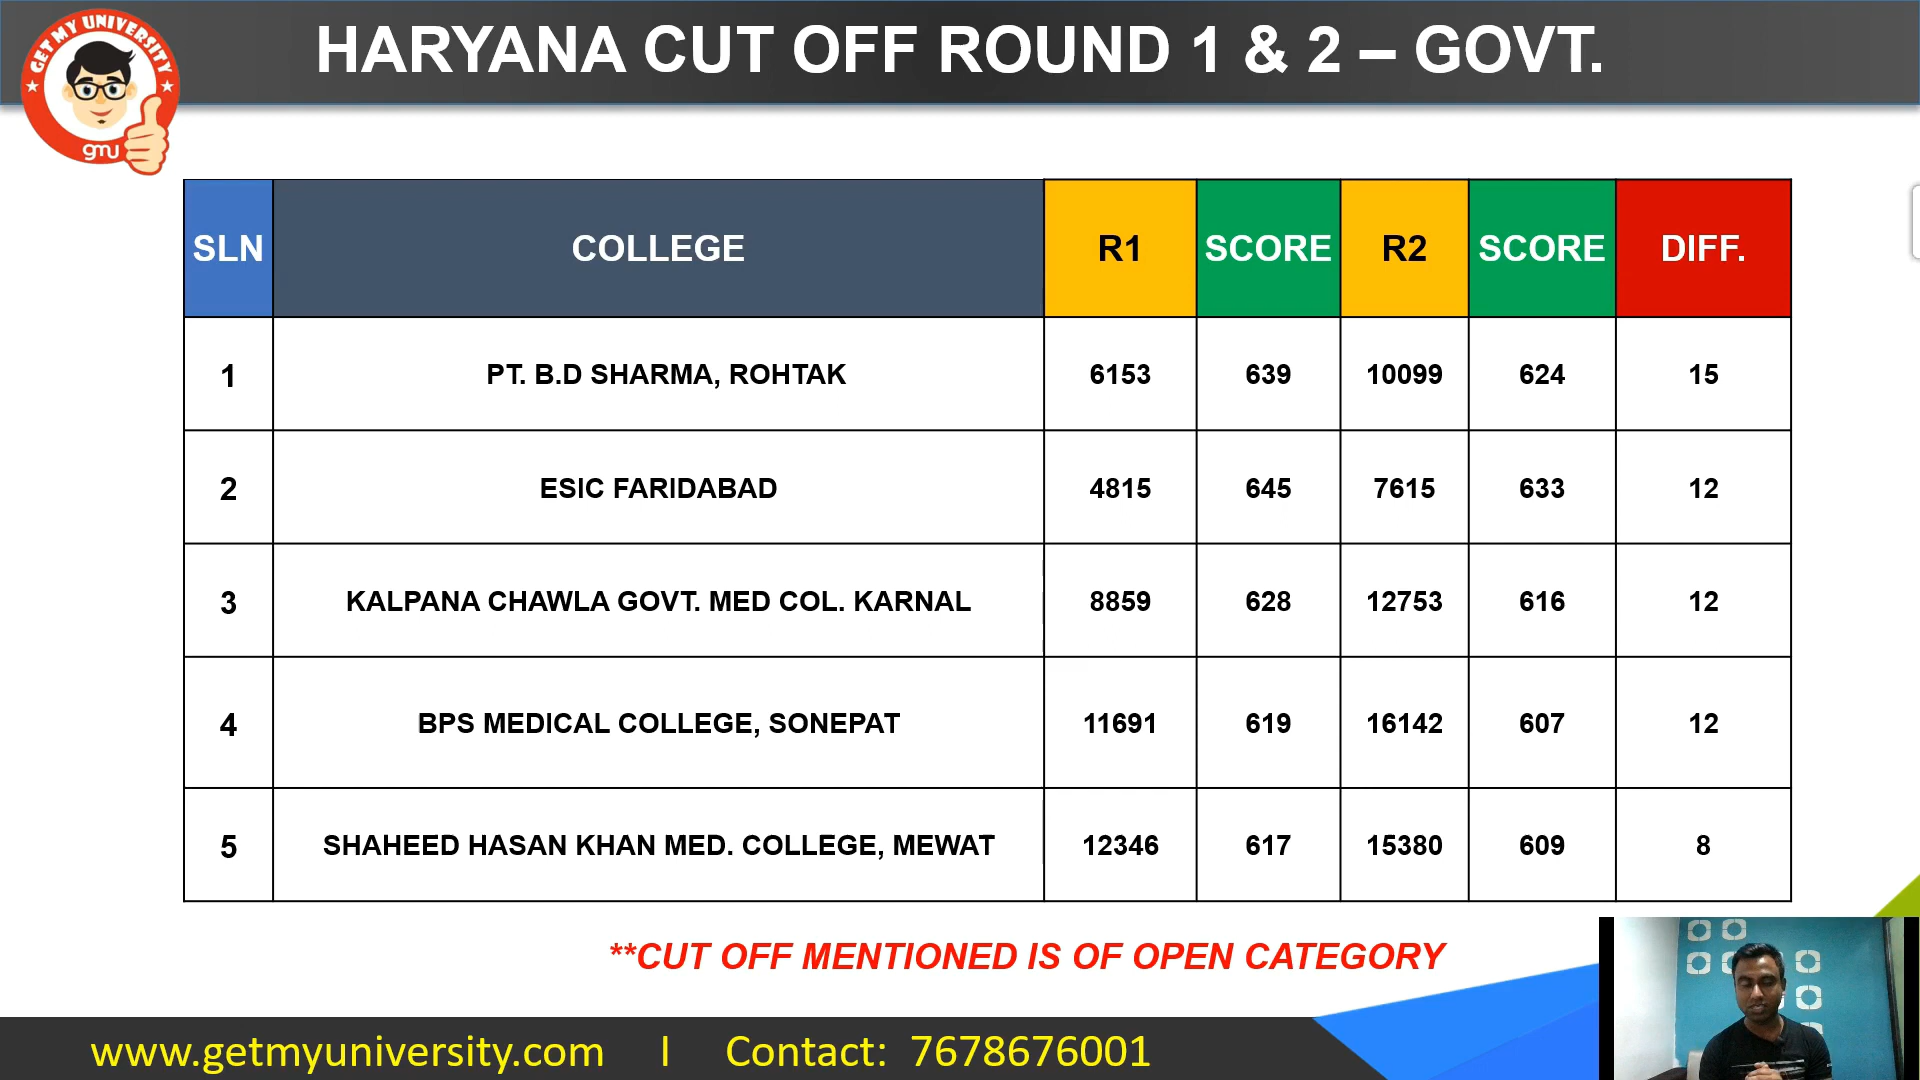 GET MY UNIVERSITY
gmu
HARYANA CUT OFF ROUND 1 & 2 – GOVT.
SLN COLLEGE R1 SCORE R2 SCORE DIFF.
1 PT. B.D SHARMA, ROHTAK 6153 639 10099 624 15
2 ESIC FARIDABAD 4815 645 7615 633 12
3 KALPANA CHAWLA GOVT. MED COL. KARNAL 8859 628 12753 616 12
4 BPS MEDICAL COLLEGE, SONEPAT 11691 619 16142 607 12
5 SHAHEED HASAN KHAN MED. COLLEGE, MEWAT 12346 617 15380 609 8
**CUT OFF MENTIONED IS OF OPEN CATEGORY
www.getmyuniversity.com I Contact: 7678676001